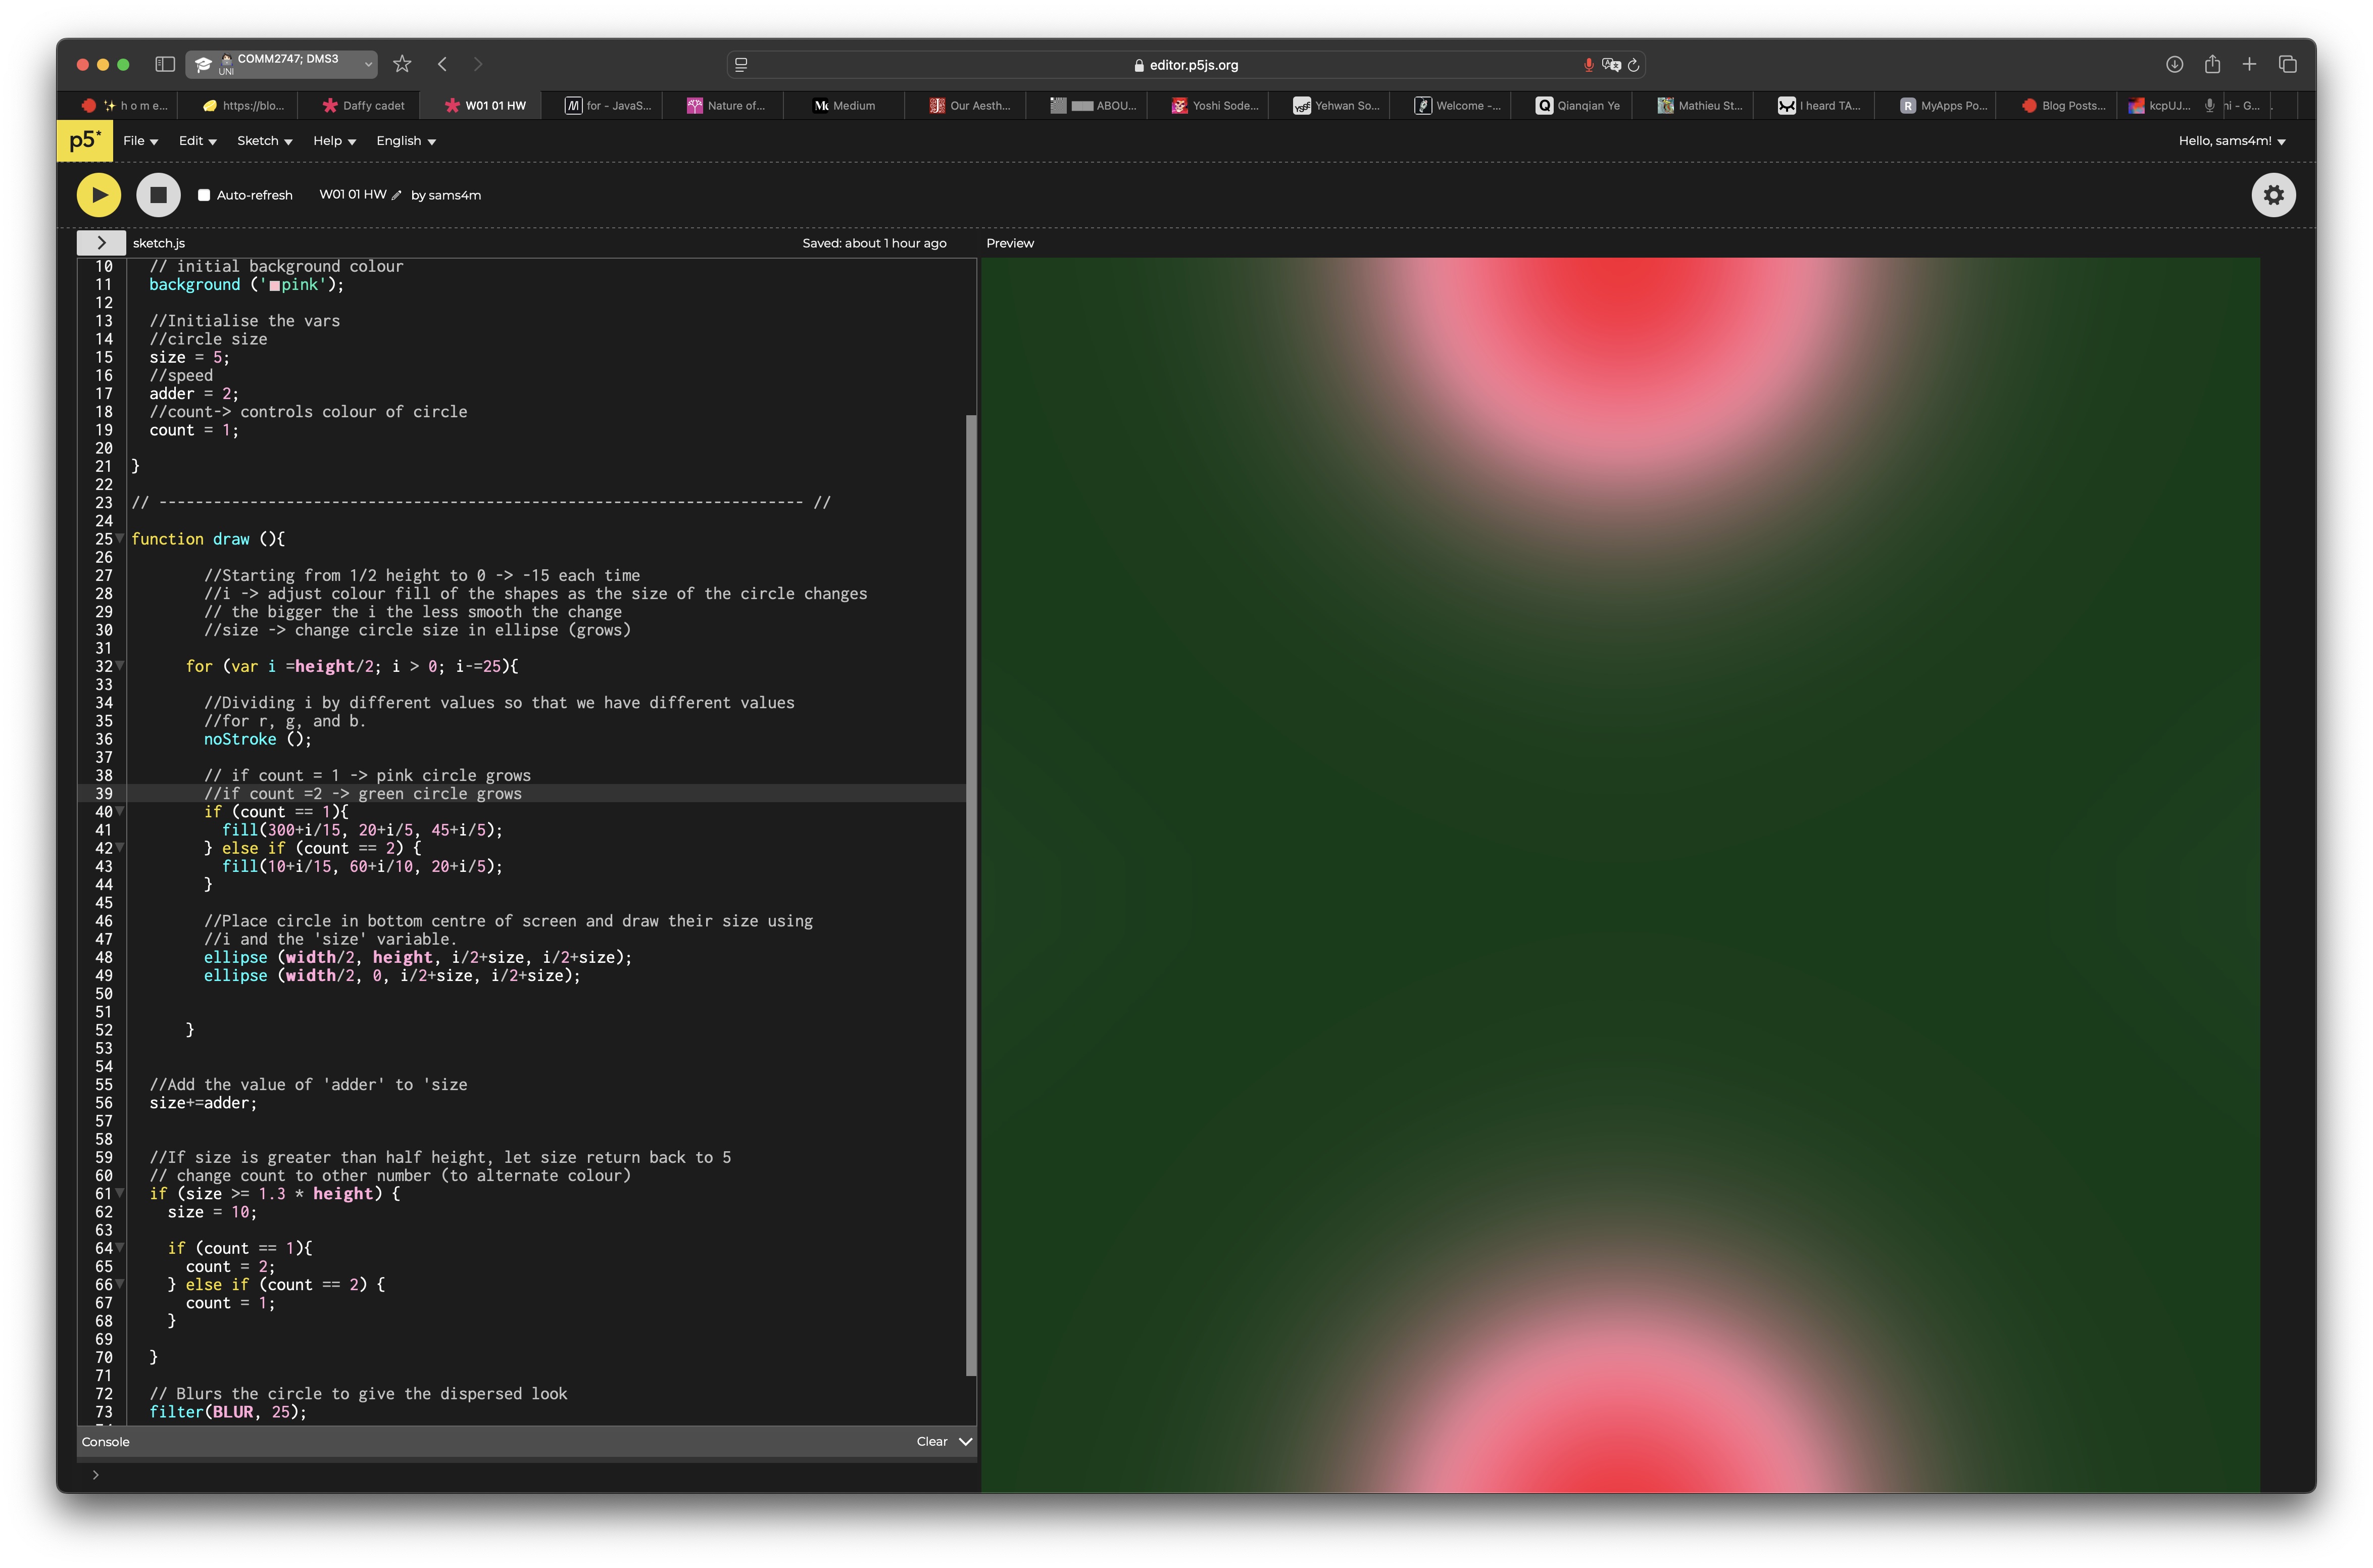 COMM2747; DMS3
UNI
editor.p5js.org
h o m e...
https://blo...
Daffy cadet
W01 01 HW
for - JavaS...
Nature of...
Medium
Our Aesth...
ABOU...
Yoshi Sode...
Yehwan So...
Welcome -...
Qianqian Ye
Mathieu St...
I heard TA...
MyApps Po...
Blog Posts...
kcpUJ...
ni - G...
p5*
File
Edit
Sketch
Help
English
Hello, sams4m!
Auto-refresh
W01 01 HW
by sams4m
>
sketch.js
Saved: about 1 hour ago
Preview
10 // initial background colour
11 background ('pink');
12
13 //Initialise the vars
14 //circle size
15 size = 5;
16 //speed
17 adder = 2;
18 //count-> controls colour of circle
19 count = 1;
20
21 }
22
23 // ----------------------------------------------------------------------- //
24
25 function draw (){
26
27 //Starting from 1/2 height to 0 -> -15 each time
28 //i -> adjust colour fill of the shapes as the size of the circle changes
29 // the bigger the i the less smooth the change
30 //size -> change circle size in ellipse (grows)
31
32 for (var i =height/2; i > 0; i-=25){
33
34 //Dividing i by different values so that we have different values
35 //for r, g, and b.
36 noStroke ();
37
38 // if count = 1 -> pink circle grows
39 //if count =2 -> green circle grows
40 if (count == 1){
41 fill(300+i/15, 20+i/5, 45+i/5);
42 } else if (count == 2) {
43 fill(10+i/15, 60+i/10, 20+i/5);
44 }
45
46 //Place circle in bottom centre of screen and draw their size using
47 //i and the 'size' variable.
48 ellipse (width/2, height, i/2+size, i/2+size);
49 ellipse (width/2, 0, i/2+size, i/2+size);
50
51
52 }
53
54
55 //Add the value of 'adder' to 'size
56 size+=adder;
57
58
59 //If size is greater than half height, let size return back to 5
60 // change count to other number (to alternate colour)
61 if (size >= 1.3 * height) {
62 size = 10;
63
64 if (count == 1){
65 count = 2;
66 } else if (count == 2) {
67 count = 1;
68 }
69
70 }
71
72 // Blurs the circle to give the dispersed look
73 filter(BLUR, 25);
Console
Clear
>